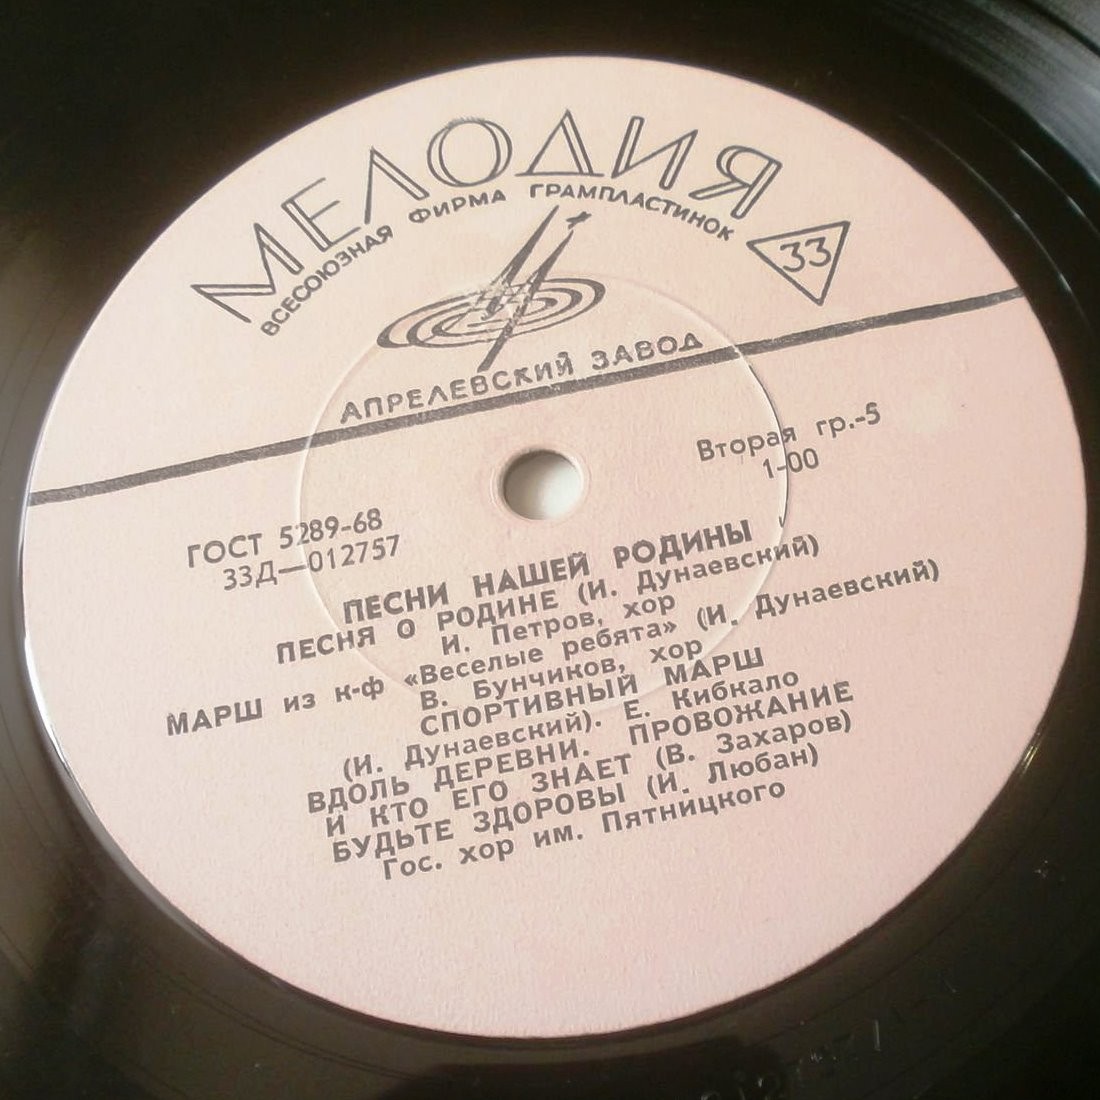 МЕЛОДИЯ
ВСЕСОЮЗНАЯ ФИРМА ГРАМПЛАСТИНОК
33
АПРЕЛЕВСКИЙ ЗАВОД
Вторая гр.-5
1-00
ГОСТ 5289-68
33Д—012757
ПЕСНИ НАШЕЙ РОДИНЫ
ПЕСНЯ О РОДИНЕ (И. Дунаевский)
И. Петров, хор
МАРШ из к-ф «Веселые ребята» (И. Дунаевский)
В. Бунчиков, хор
СПОРТИВНЫЙ МАРШ
(И. Дунаевский). Е. Кибкало
ВДОЛЬ ДЕРЕВНИ. ПРОВОЖАНИЕ
И КТО ЕГО ЗНАЕТ (В. Захаров)
БУДЬТЕ ЗДОРОВЫ (И. Любан)
Гос. хор им. Пятницкого